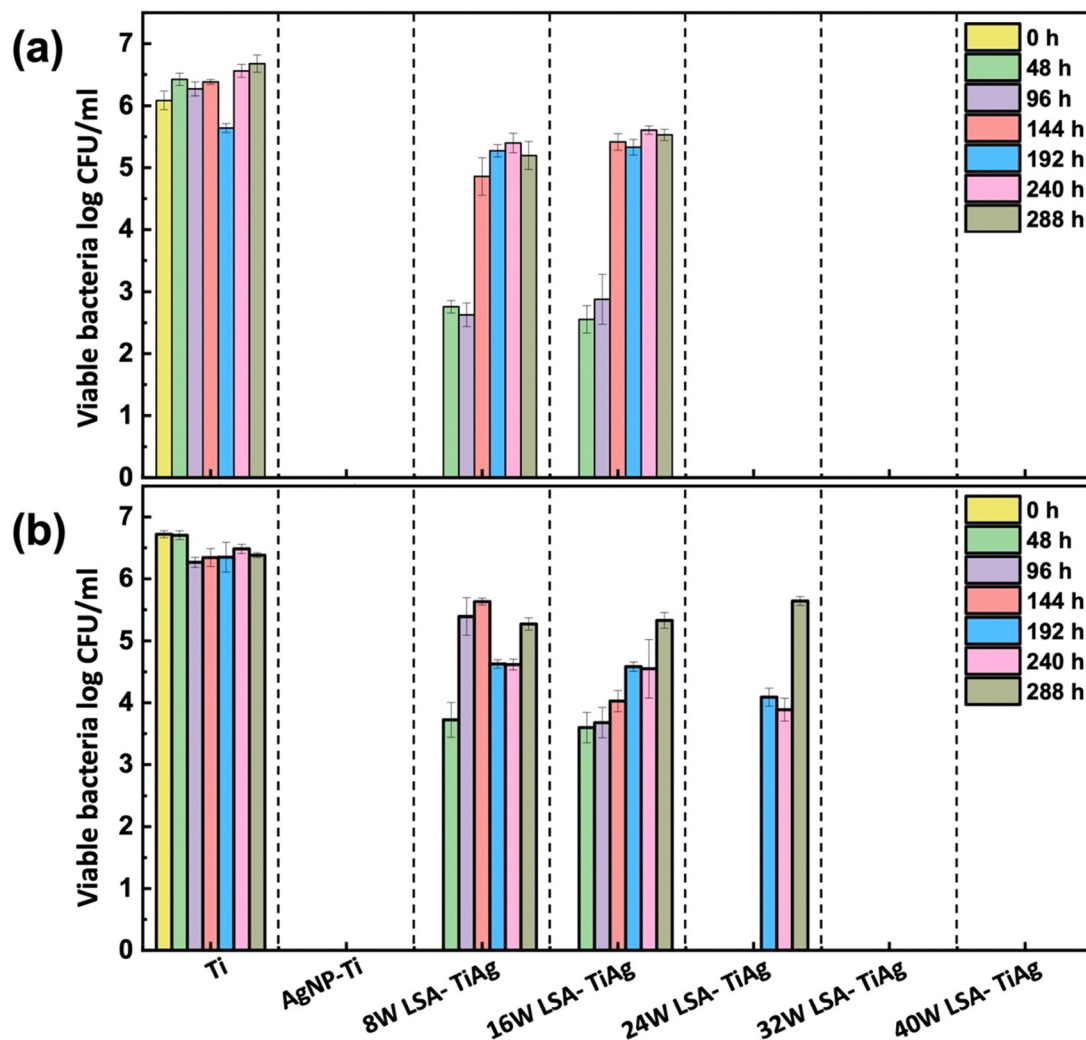 (a)
Viable bacteria log CFU/ml
7
6
5
4
3
2
1
0
0 h
48 h
96 h
144 h
192 h
240 h
288 h
(b)
Viable bacteria log CFU/ml
7
6
5
4
3
2
1
0
0 h
48 h
96 h
144 h
192 h
240 h
288 h
Ti
AgNP-Ti
8W LSA- TiAg
16W LSA- TiAg
24W LSA- TiAg
32W LSA- TiAg
40W LSA- TiAg